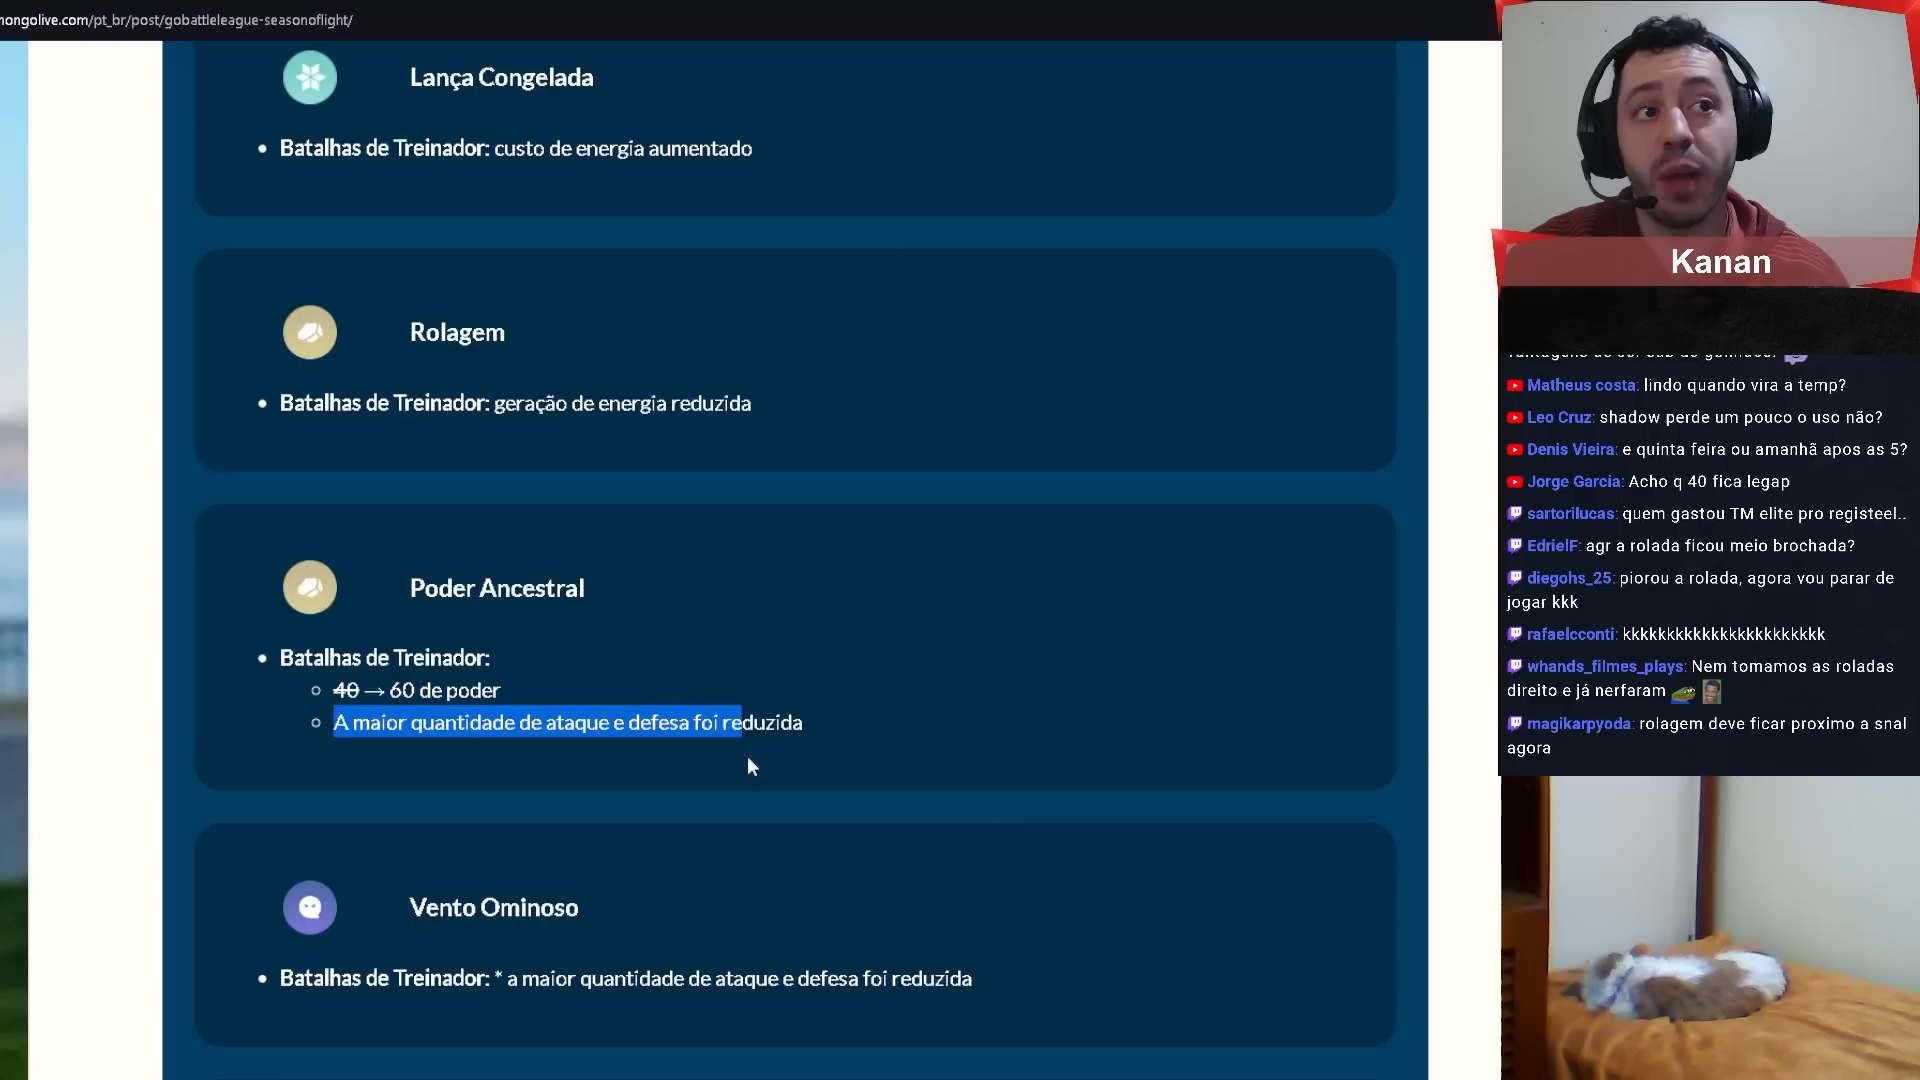 nongolive.com/pt_br/post/gobattleleague-seasonoflight/
Lança Congelada
• Batalhas de Treinador: custo de energia aumentado
Rolagem
• Batalhas de Treinador: geração de energia reduzida
Poder Ancestral
• Batalhas de Treinador:
40 → 60 de poder
A maior quantidade de ataque e defesa foi reduzida
Vento Ominoso
• Batalhas de Treinador: * a maior quantidade de ataque e defesa foi reduzida
Kanan
Matheus costa: lindo quando vira a temp?
Leo Cruz: shadow perde um pouco o uso não?
Denis Vieira: e quinta feira ou amanhã apos as 5?
Jorge Garcia: Acho q 40 fica legap
sartorilucas: quem gastou TM elite pro registeel..
EdrielF: agr a rolada ficou meio brochada?
diegohs_25: piorou a rolada, agora vou parar de
jogar kkk
rafaelcconti: kkkkkkkkkkkkkkkkkkkkkkk
whands_filmes_plays: Nem tomamos as roladas
direito e já nerfaram
magikarpyoda: rolagem deve ficar proximo a snal
agora